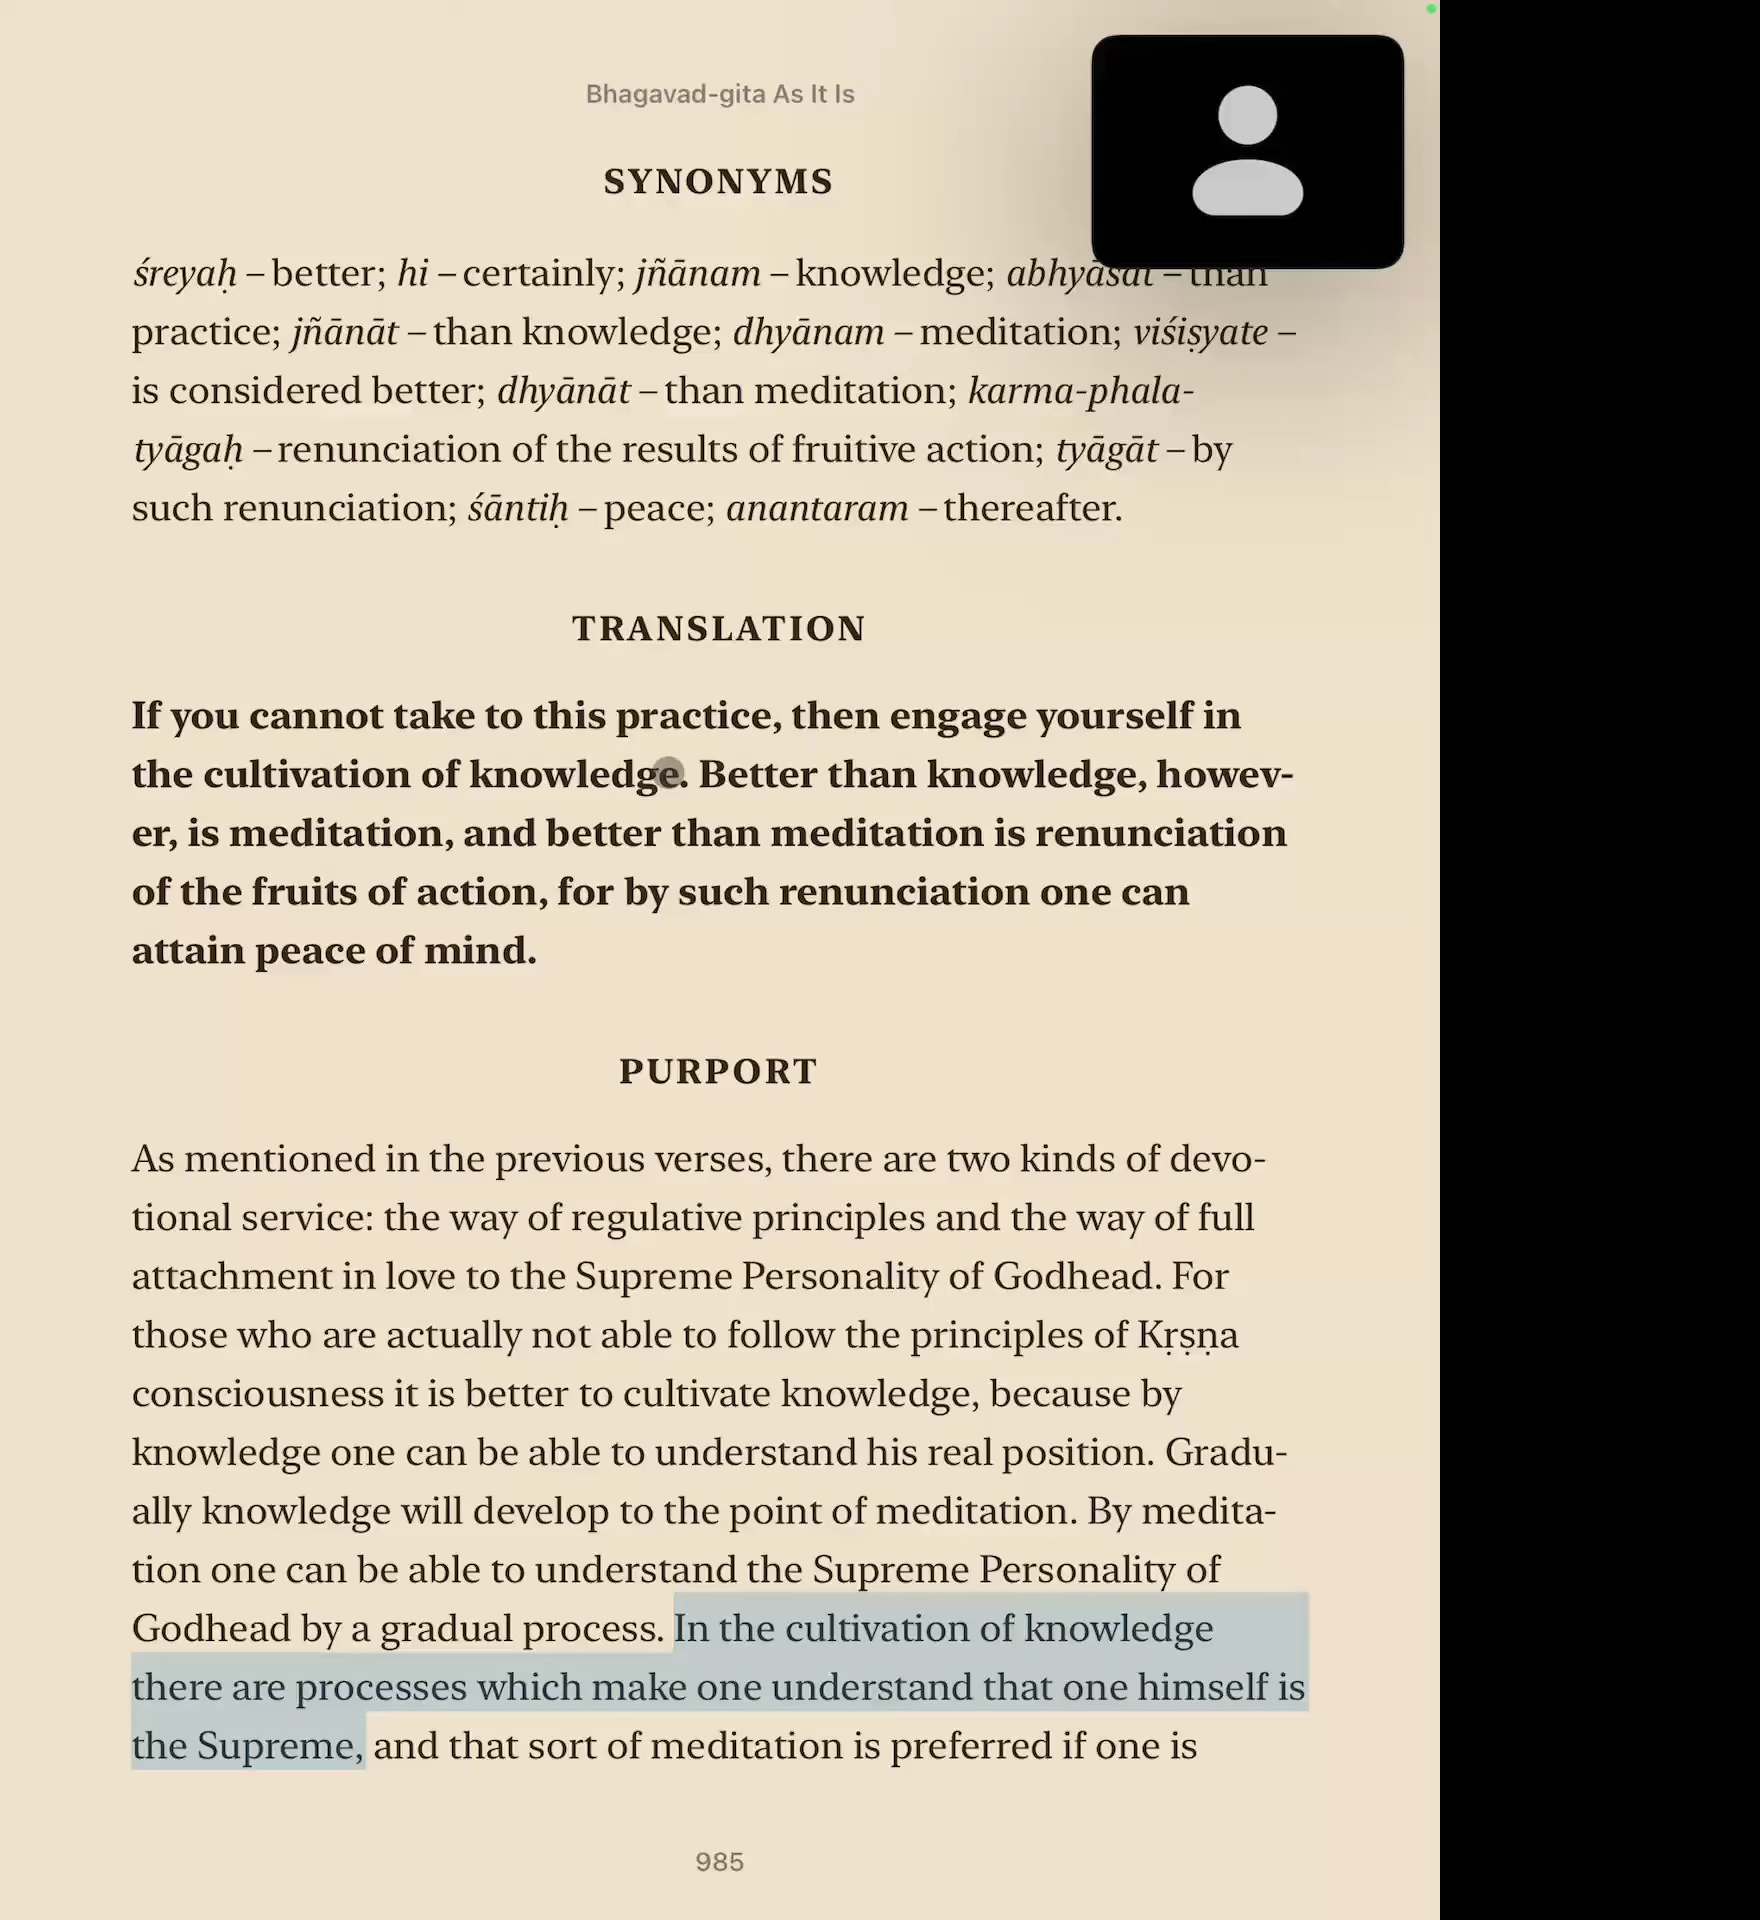 Bhagavad-gita As It Is
SYNONYMS
śreyaḥ – better; hi – certainly; jñānam – knowledge; abhyāsāt – than
practice; jñānāt – than knowledge; dhyānam – meditation; viśiṣyate –
is considered better; dhyānāt – than meditation; karma-phala-
tyāgaḥ – renunciation of the results of fruitive action; tyāgāt – by
such renunciation; śāntiḥ – peace; anantaram – thereafter.
TRANSLATION
If you cannot take to this practice, then engage yourself in
the cultivation of knowledge. Better than knowledge, howev-
er, is meditation, and better than meditation is renunciation
of the fruits of action, for by such renunciation one can
attain peace of mind.
PURPORT
As mentioned in the previous verses, there are two kinds of devo-
tional service: the way of regulative principles and the way of full
attachment in love to the Supreme Personality of Godhead. For
those who are actually not able to follow the principles of Kṛṣṇa
consciousness it is better to cultivate knowledge, because by
knowledge one can be able to understand his real position. Gradu-
ally knowledge will develop to the point of meditation. By medita-
tion one can be able to understand the Supreme Personality of
Godhead by a gradual process. In the cultivation of knowledge
there are processes which make one understand that one himself is
the Supreme, and that sort of meditation is preferred if one is
985